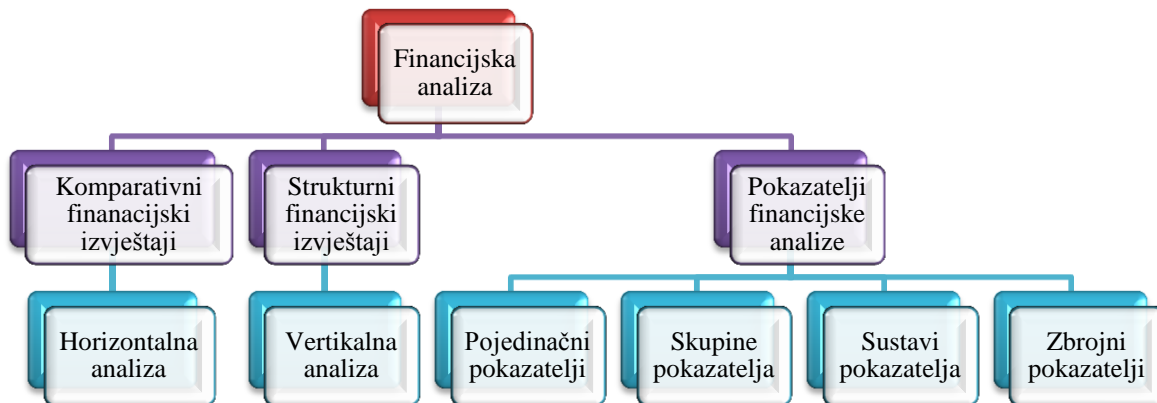 Financijska
analiza
Komparativni
finanacijski
izvještaji
Strukturni
financijski
izvještaji
Pokazatelji
financijske
analize
Horizontalna
analiza
Vertikalna
analiza
Pojedinačni
pokazatelji
Skupine
pokazatelja
Sustavi
pokazatelja
Zbrojni
pokazatelji